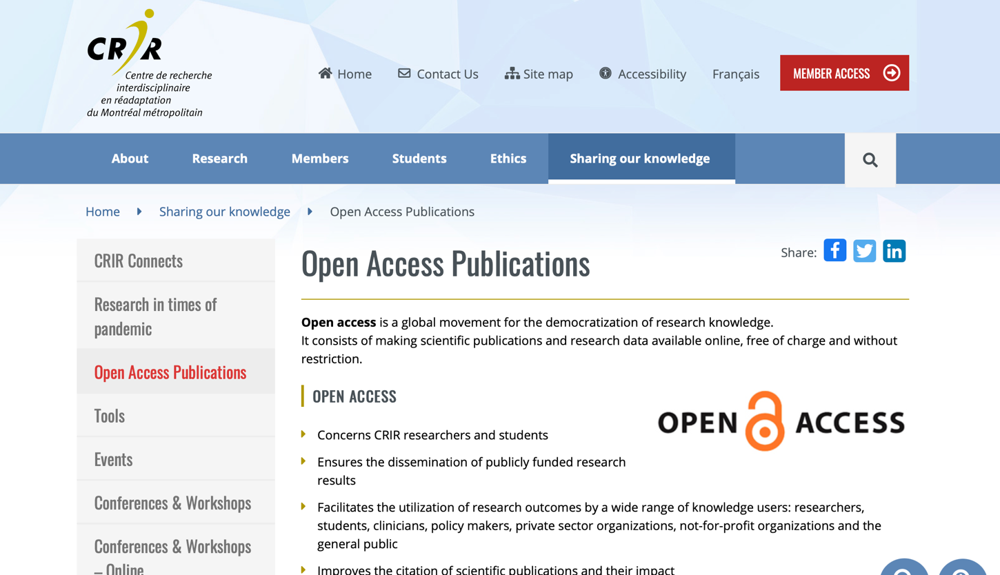 CRIR
Centre de recherche
interdisciplinaire
en réadaptation
du Montréal métropolitain
Home
Contact Us
Site map
Accessibility
Français
MEMBER ACCESS
About
Research
Members
Students
Ethics
Sharing our knowledge
Home
Sharing our knowledge
Open Access Publications
CRIR Connects
Research in times of
pandemic
Open Access Publications
Tools
Events
Conferences & Workshops
Conferences & Workshops
– Online
Open Access Publications
Share:
Open access is a global movement for the democratization of research knowledge.
It consists of making scientific publications and research data available online, free of charge and without
restriction.
OPEN ACCESS
OPEN ACCESS
Concerns CRIR researchers and students
Ensures the dissemination of publicly funded research
results
Facilitates the utilization of research outcomes by a wide range of knowledge users: researchers,
students, clinicians, policy makers, private sector organizations, not-for-profit organizations and the
general public
Improves the citation of scientific publications and their impact